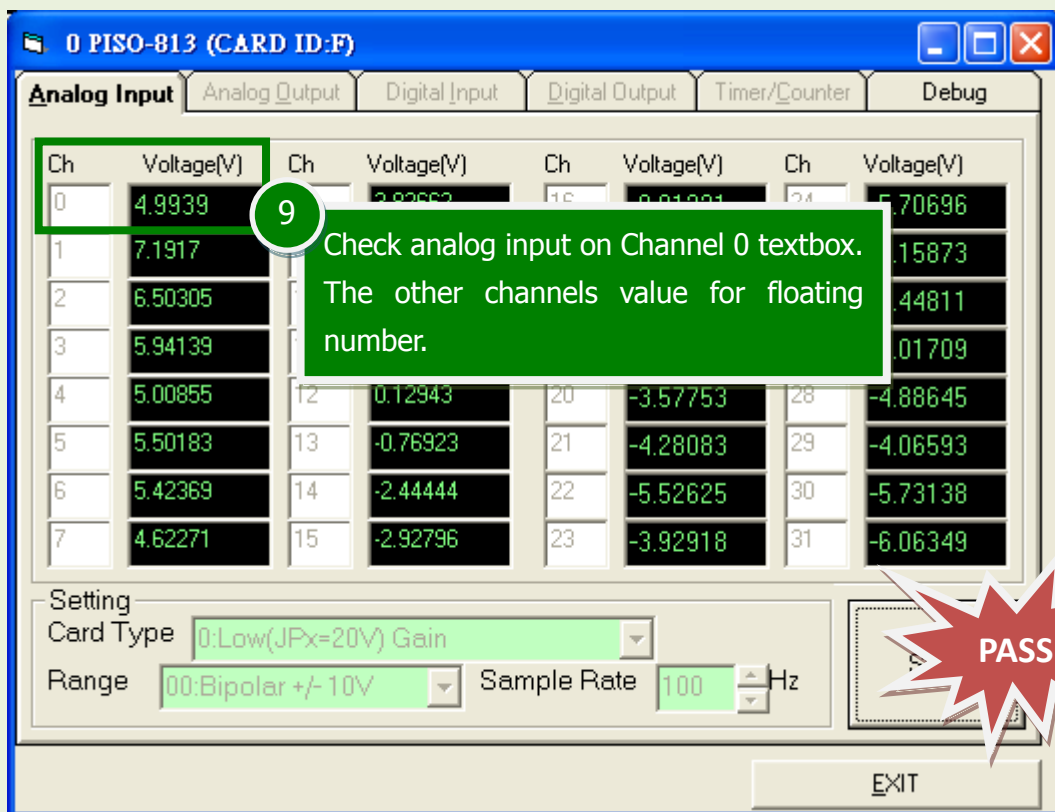 0 PISO-813 (CARD ID:F)
Analog Input Analog Output Digital Input Digital Output Timer/Counter Debug
Ch Voltage(V) Ch Voltage(V) Ch Voltage(V) Ch Voltage(V)
0 4.9939 .70696
1 7.1917 .15873
2 6.50305 .44811
3 5.94139 .01709
4 5.00855 12 0.12943 20 -3.57753 28 -4.88645
5 5.50183 13 -0.76923 21 -4.28083 29 -4.06593
6 5.42369 14 -2.44444 22 -5.52625 30 -5.73138
7 4.62271 15 -2.92796 23 -3.92918 31 -6.06349
9
Check analog input on Channel 0 textbox.
The other channels value for floating
number.
Setting
Card Type 0:Low(JPx=20V) Gain
Range 00:Bipolar +/- 10V Sample Rate 100 Hz
PASS
EXIT